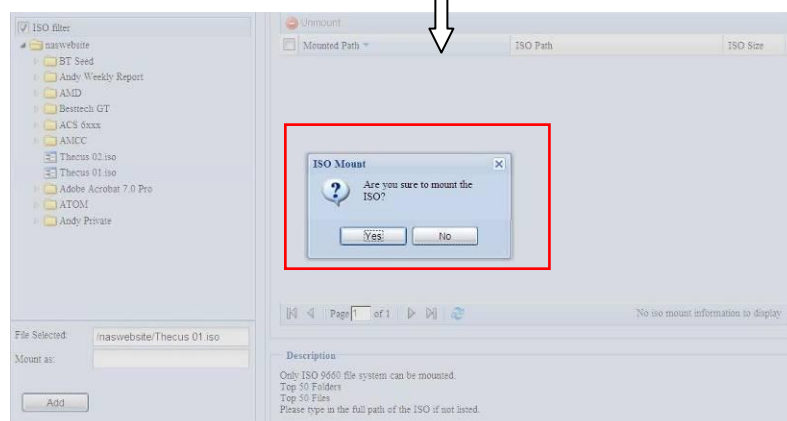 ISO filter
naswebsite
BT Seed
Andy Weekly Report
AMD
Besttech GT
ACS 6xxx
AMCC
Thecus 02.iso
Thecus 01.iso
Adobe Acrobat 7.0 Pro
ATOM
Andy Private
File Selected: /naswebsite/Thecus 01.iso
Mount as:
Add
Unmount
Mounted Path ISO Path ISO Size
ISO Mount
Are you sure to mount the
ISO?
Yes No
Page 1 of 1 No iso mount information to display
Description
Only ISO 9660 file system can be mounted.
Top 50 Folders
Top 50 Files
Please type in the full path of the ISO if not listed.